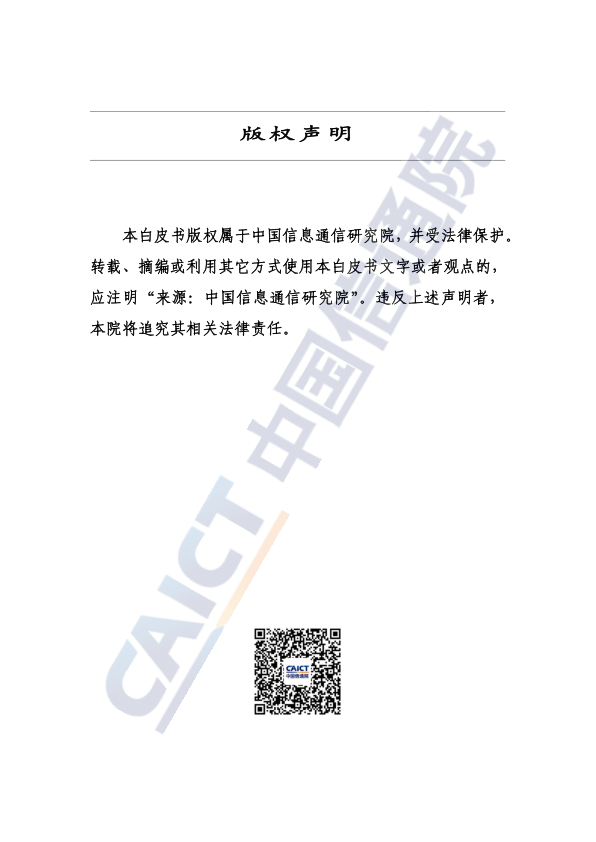 版权声明
本白皮书版权属于中国信息通信研究院，并受法律保护。
转载、摘编或利用其它方式使用本白皮书文字或者观点的，
应注明“来源：中国信息通信研究院”。违反上述声明者，
本院将追究其相关法律责任。
CAICT 中国信通院
CAICT
中国信通院